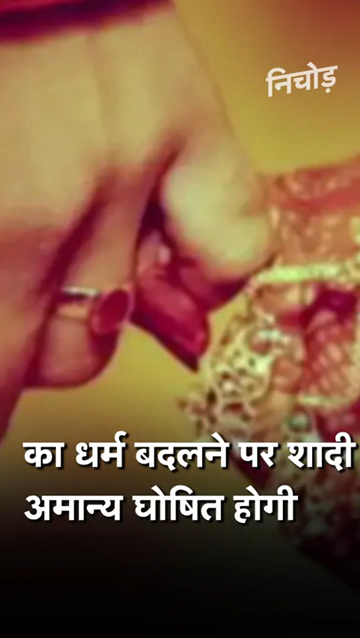 निचोड़
का धर्म बदलने पर शादी
अमान्य घोषित होगी